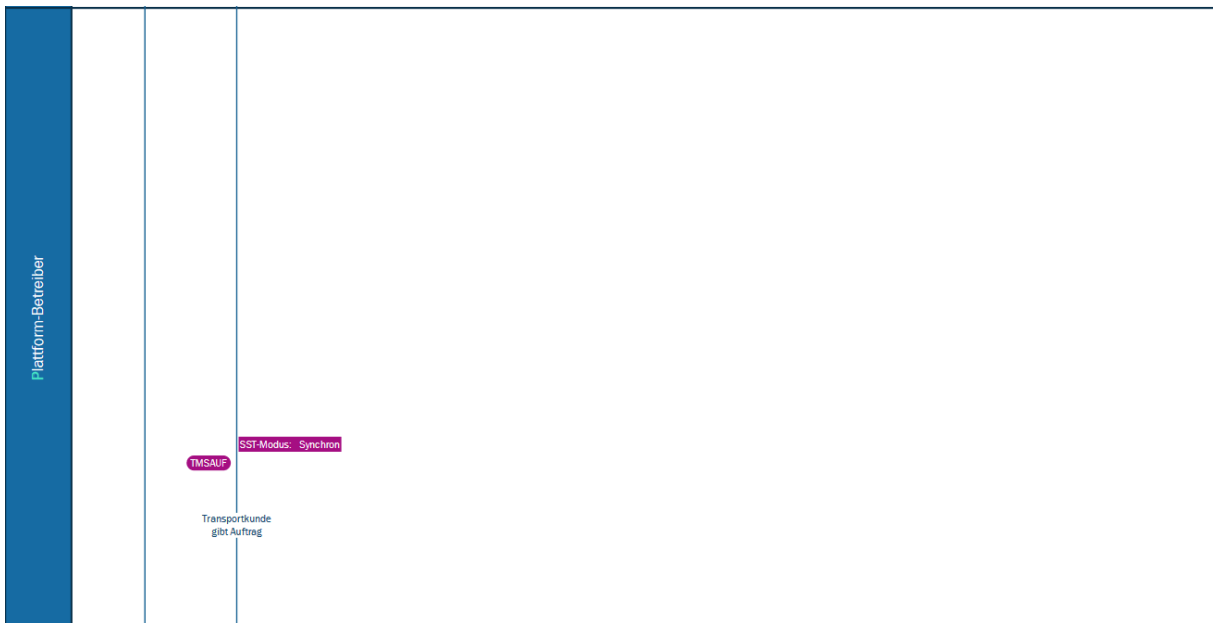 Plattform-Betreiber
SST-Modus: Synchron
TMSAUF
Transportkunde
gibt Auftrag